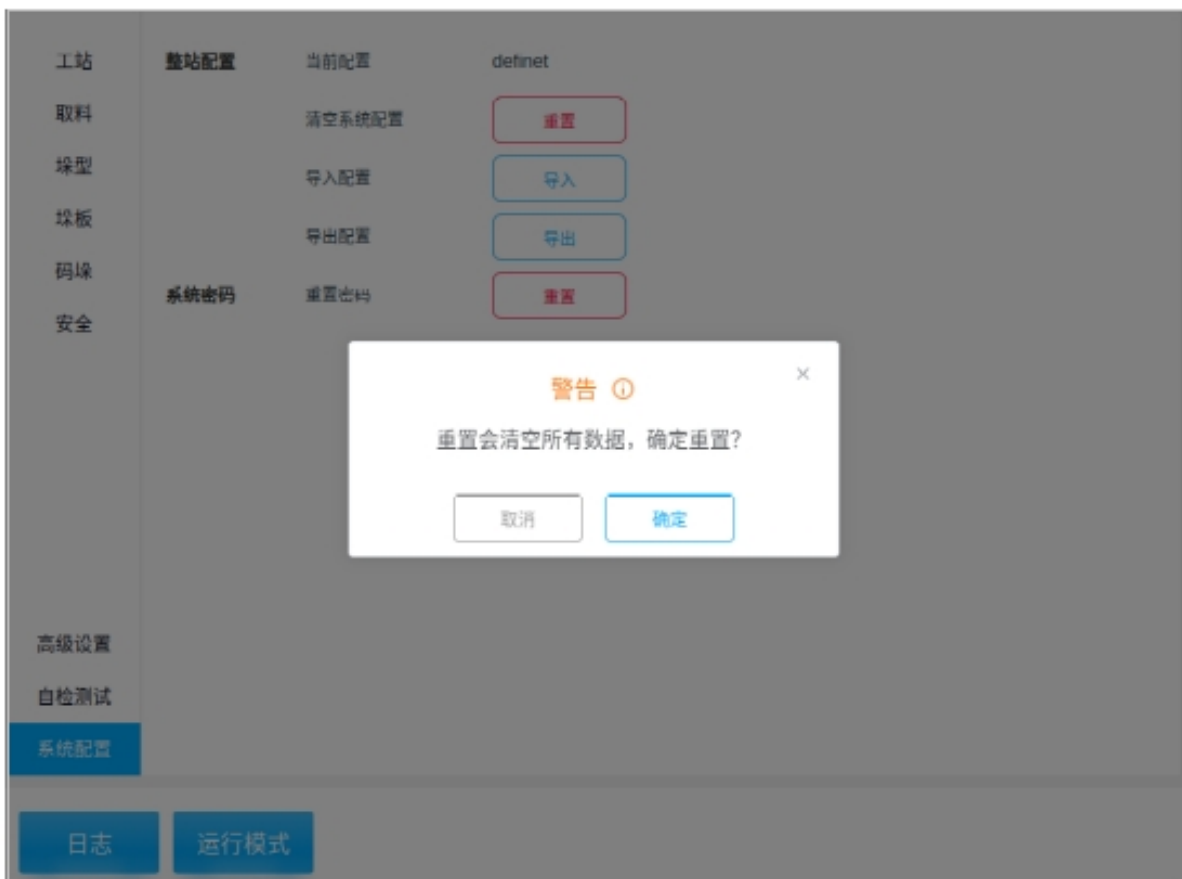 工站 整站配置 当前配置 definet
取料 清空系统配置 重置
垛型 导入配置 导入
垛板 导出配置 导出
码垛
系统密码 重置密码 重置
安全
警告
重置会清空所有数据，确定重置？
取消 确定
高级设置
自检测试
系统配置
日志 运行模式